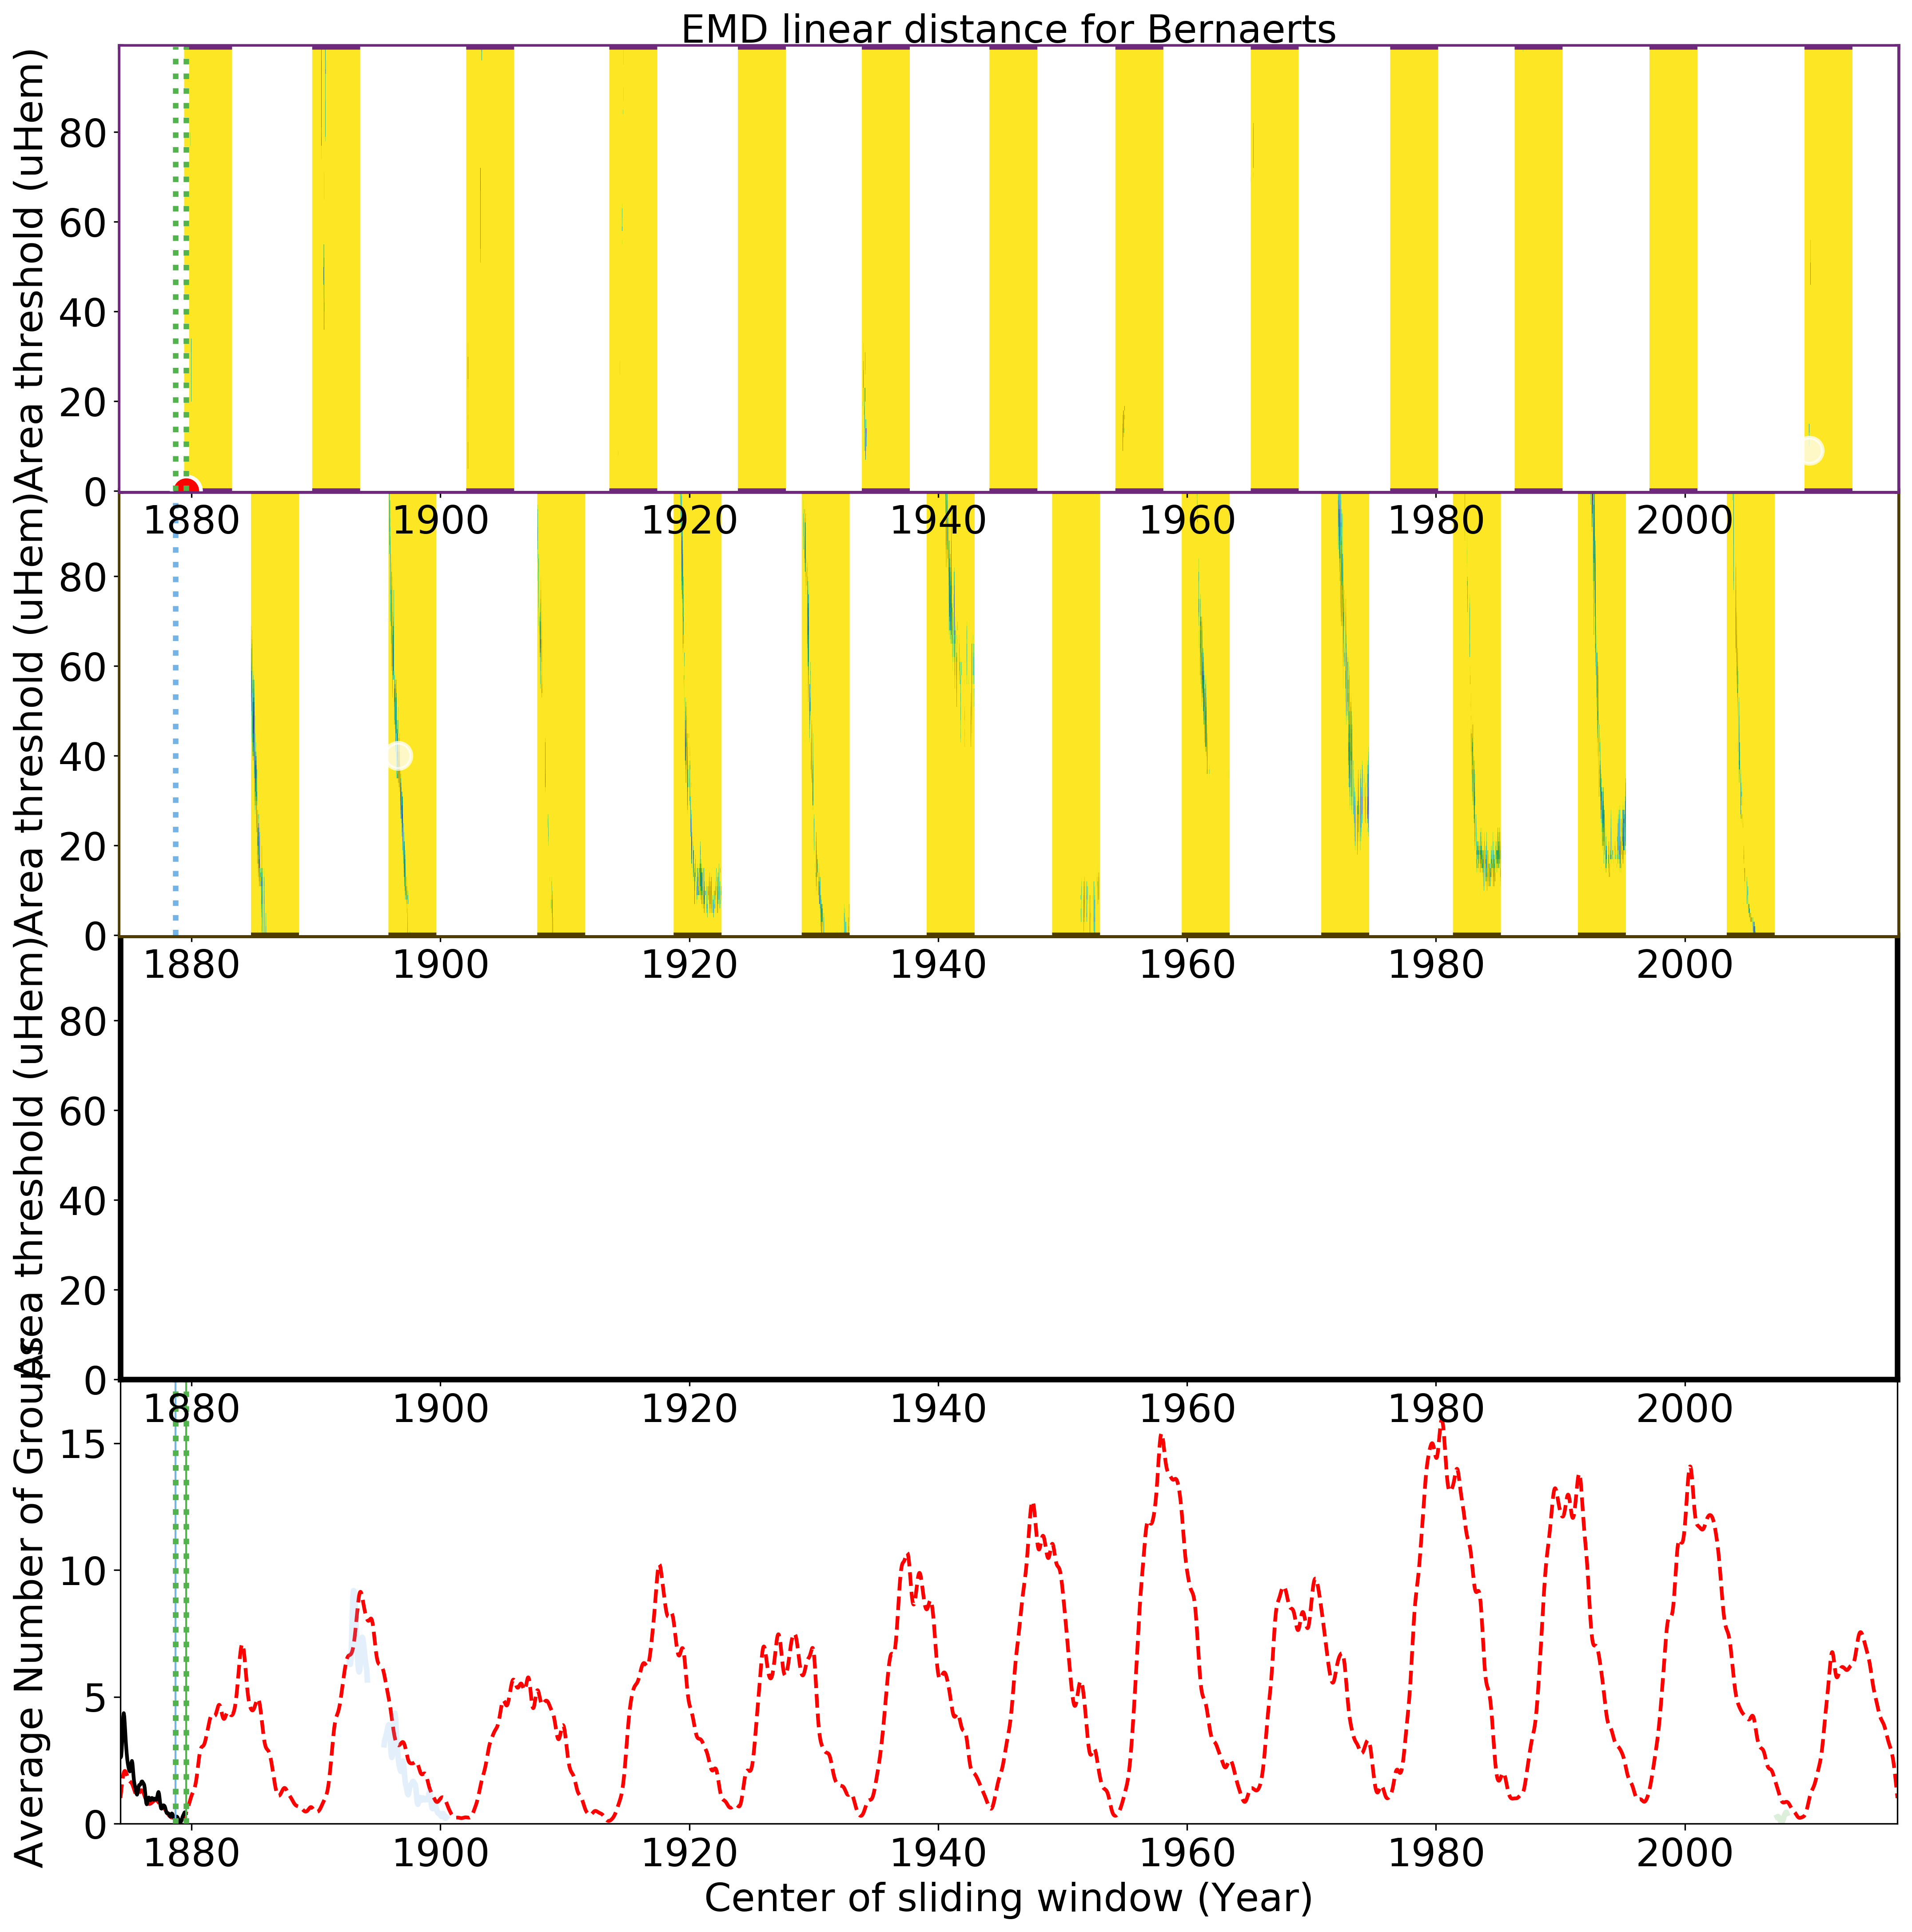 EMD linear distance for Bernaerts
Area threshold (uHem)
80
60
40
20
0
1880 1900 1920 1940 1960 1980 2000
Area threshold (uHem)
80
60
40
20
0
1880 1900 1920 1940 1960 1980 2000
Area threshold (uHem)
80
60
40
20
0
1880 1900 1920 1940 1960 1980 2000
Average Number of Groups
15
10
5
0
1880 1900 1920 1940 1960 1980 2000
Center of sliding window (Year)